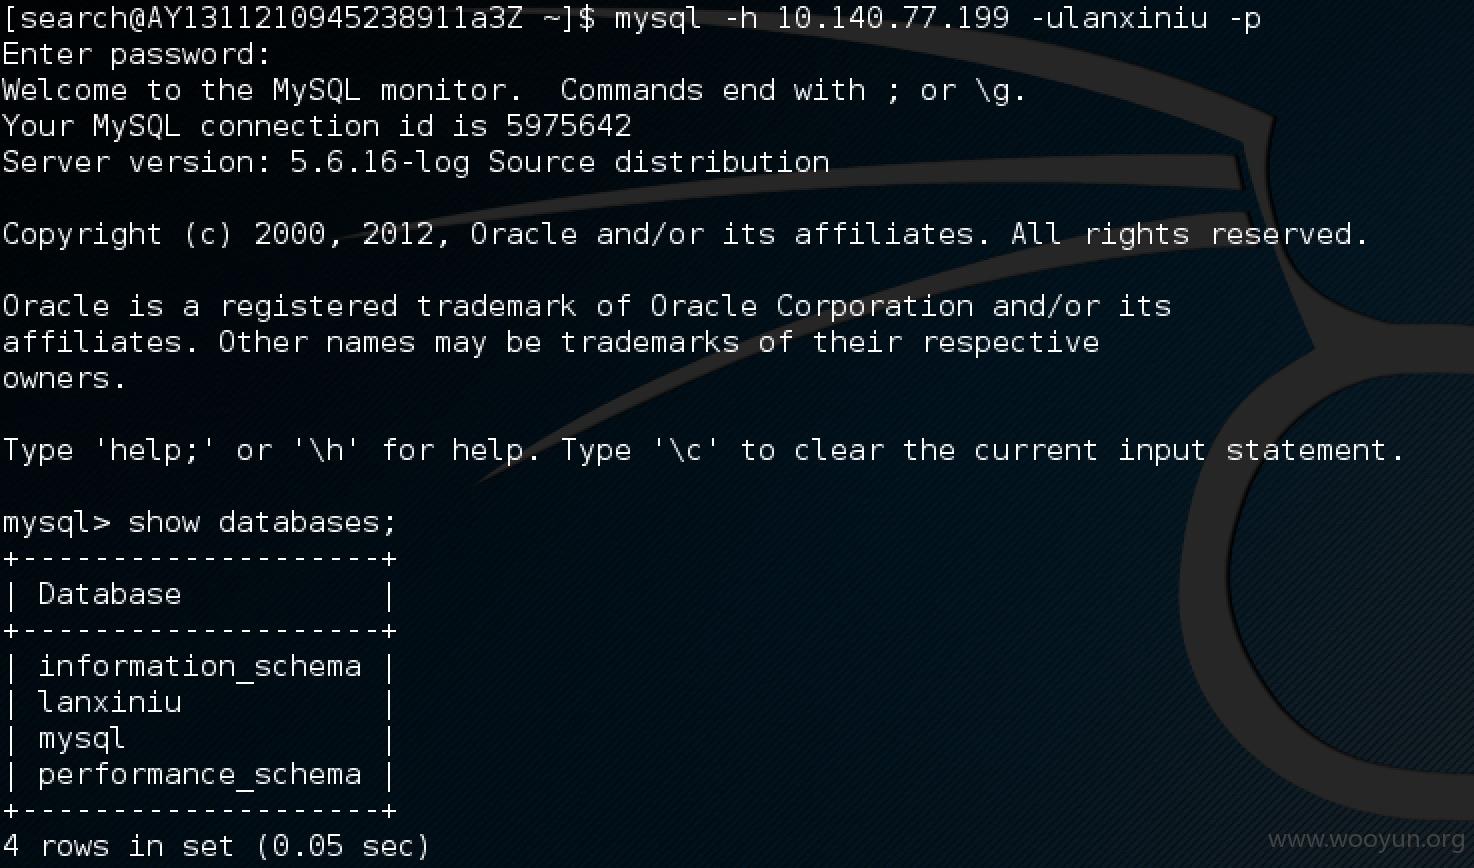 [search@AY1311210945238911a3Z ~]$ mysql -h 10.140.77.199 -ulanxiniu -p
Enter password:
Welcome to the MySQL monitor.  Commands end with ; or \g.
Your MySQL connection id is 5975642
Server version: 5.6.16-log Source distribution

Copyright (c) 2000, 2012, Oracle and/or its affiliates. All rights reserved.

Oracle is a registered trademark of Oracle Corporation and/or its
affiliates. Other names may be trademarks of their respective
owners.

Type 'help;' or '\h' for help. Type '\c' to clear the current input statement.

mysql> show databases;
+--------------------+
| Database           |
+--------------------+
| information_schema |
| lanxiniu           |
| mysql              |
| performance_schema |
+--------------------+
4 rows in set (0.05 sec)
www.wooyun.org